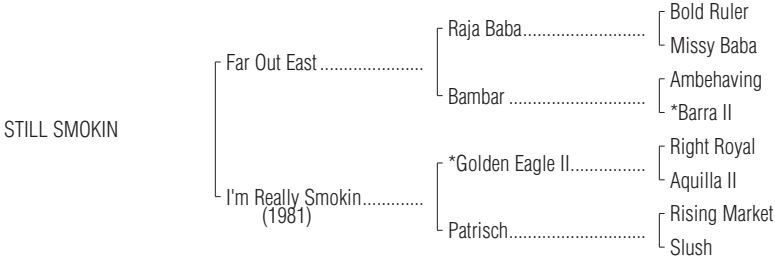 Bold Ruler
Raja Baba..........................
Missy Baba
Far Out East......................
Ambehaving
Bambar .............................
*Barra II
STILL SMOKIN
Right Royal
*Golden Eagle II................
Aquilla II
I'm Really Smokin.............
(1981)
Rising Market
Patrisch.............................
Slush